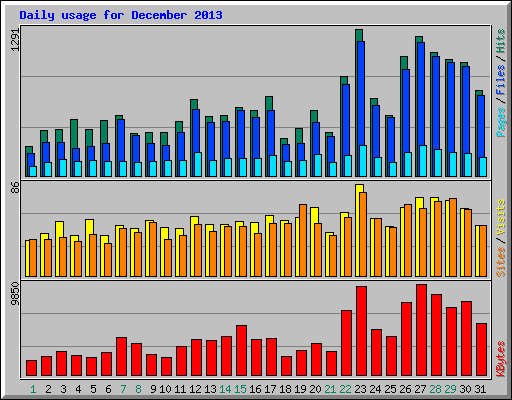 Daily usage for December 2013
1291
Pages / Files / Hits
86
Sites / Visits
9850
KBytes
1 2 3 4 5 6 7 8 9 10 11 12 13 14 15 16 17 18 19 20 21 22 23 24 25 26 27 28 29 30 31